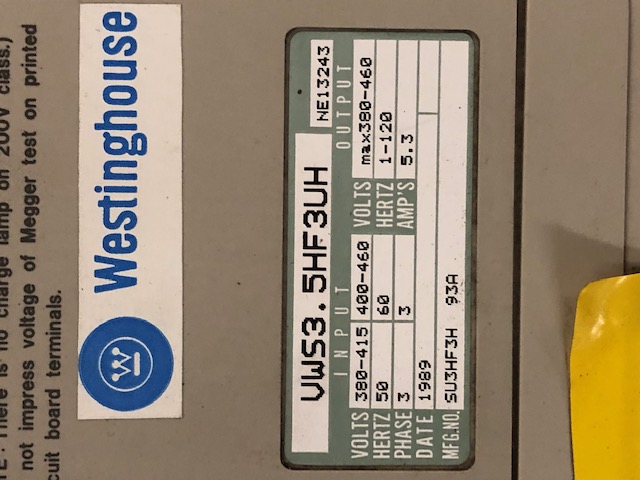 TE: There is no charge lamp on 200V class.)
not impress voltage of Megger test on printed
cuit board terminals.
Westinghouse
VWS3.5HF3UH
NE13243
INPUT OUTPUT
VOLTS 380-415 400-460 VOLTS max380-460
HERTZ 50 60 HERTZ 1-120
PHASE 3 3 AMP'S 5.3
DATE 1989
MFG.NO. SU3HF3H 93A